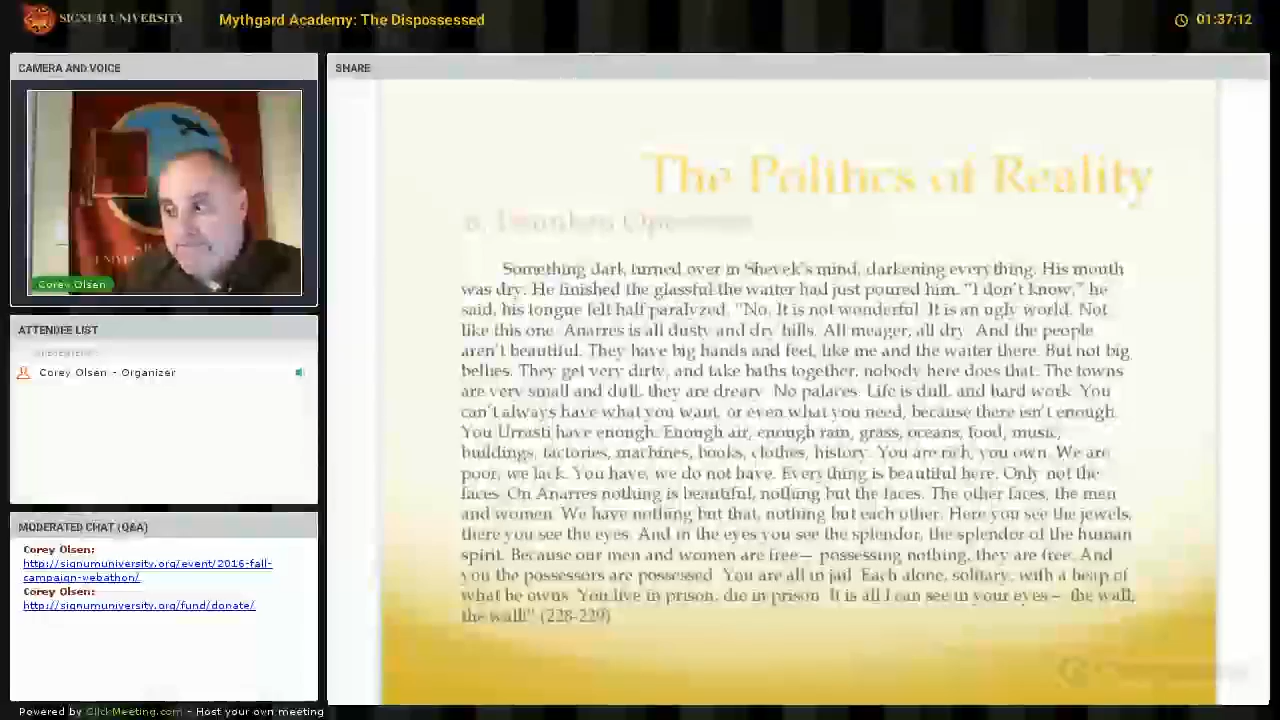 SIGNUM UNIVERSITY
Mythgard Academy: The Dispossessed
01:37:12
CAMERA AND VOICE
SHARE
Corey Olsen
ATTENDEE LIST
Corey Olsen - Organizer
MODERATED CHAT (Q&A)
Corey Olsen:
http://signumuniversity.org/event/2016-fall-
campaign-webathon/
Corey Olsen:
http://signumuniversity.org/fund/donate/
Powered by ClickMeeting.com - Host your own meeting
The Politics of Reality
Something dark turned over in Shevek's mind, darkening everything. His mouth
was dry. He finished the glassful the waiter had just poured him. "I don't know," he
said, his tongue felt half paralyzed. "No. It is not wonderful. It is an ugly world. Not
like this one. Anarres is all dusty and dry hills. All meager, all dry. And the people
aren't beautiful. They have big hands and feet, like me and the waiter there. But not big
bellies. They get very dirty, and take baths together, nobody here does that. The towns
are very small and dull, they are dreary. No palaces. Life is dull, and hard work. You
can't always have what you want, or even what you need, because there isn't enough.
You Urrasti have enough. Enough air, enough rain, grass, oceans, food, music,
buildings, factories, machines, books, clothes, history. You are rich, you own. We are
poor, we lack. You have, we do not have. Everything is beautiful here. Only not the
faces. On Anarres nothing is beautiful, nothing but the faces. The other faces, the men
and women. We have nothing but that, nothing but each other. Here you see the jewels,
there you see the eyes. And in the eyes you see the splendor, the splendor of the human
spirit. Because our men and women are free— possessing nothing, they are free. And
you the possessors are possessed. You are all in jail. Each alone, solitary, with a heap of
what he owns. You live in prison, die in prison. It is all I can see in your eyes— the wall,
the wall!" (228-229)